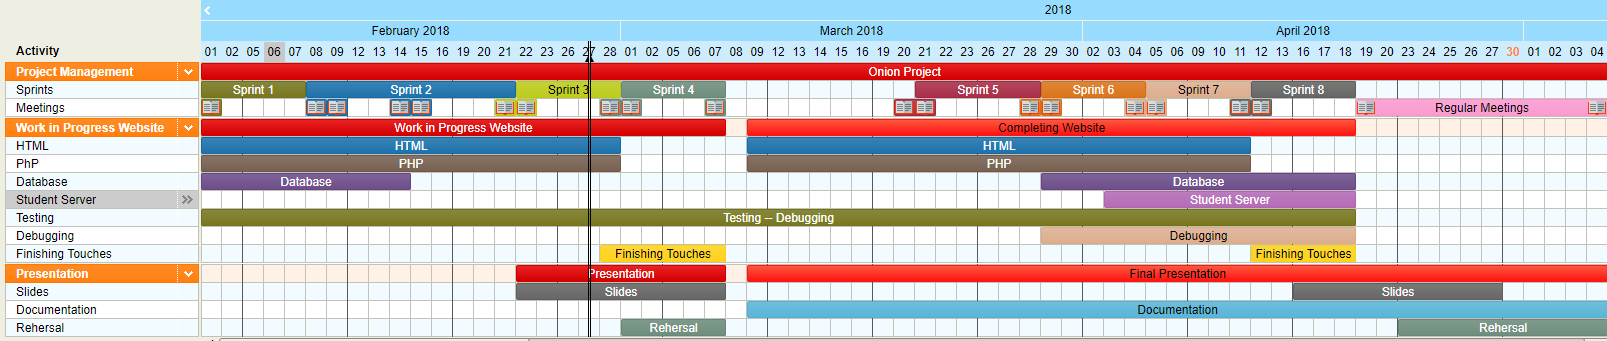 2018
February 2018 March 2018 April 2018
Activity 01 02 05 06 07 08 09 12 13 14 15 16 19 20 21 22 23 26 27 28 01 02 05 06 07 08 09 12 13 14 15 16 19 20 21 22 23 26 27 28 29 30 02 03 04 05 06 09 10 11 12 13 16 17 18 19 20 23 24 25 26 27 30 01 02 03 04
Project Management Onion Project
Sprints Sprint 1 Sprint 2 Sprint 3 Sprint 4 Sprint 5 Sprint 6 Sprint 7 Sprint 8
Meetings Regular Meetings
Work in Progress Website Work in Progress Website Completing Website
HTML HTML HTML
PhP PHP PHP
Database Database Database
Student Server Student Server
Testing Testing -- Debugging
Debugging Debugging
Finishing Touches Finishing Touches Finishing Touches
Presentation Presentation Final Presentation
Slides Slides Slides
Documentation Documentation
Rehersal Rehersal Rehersal